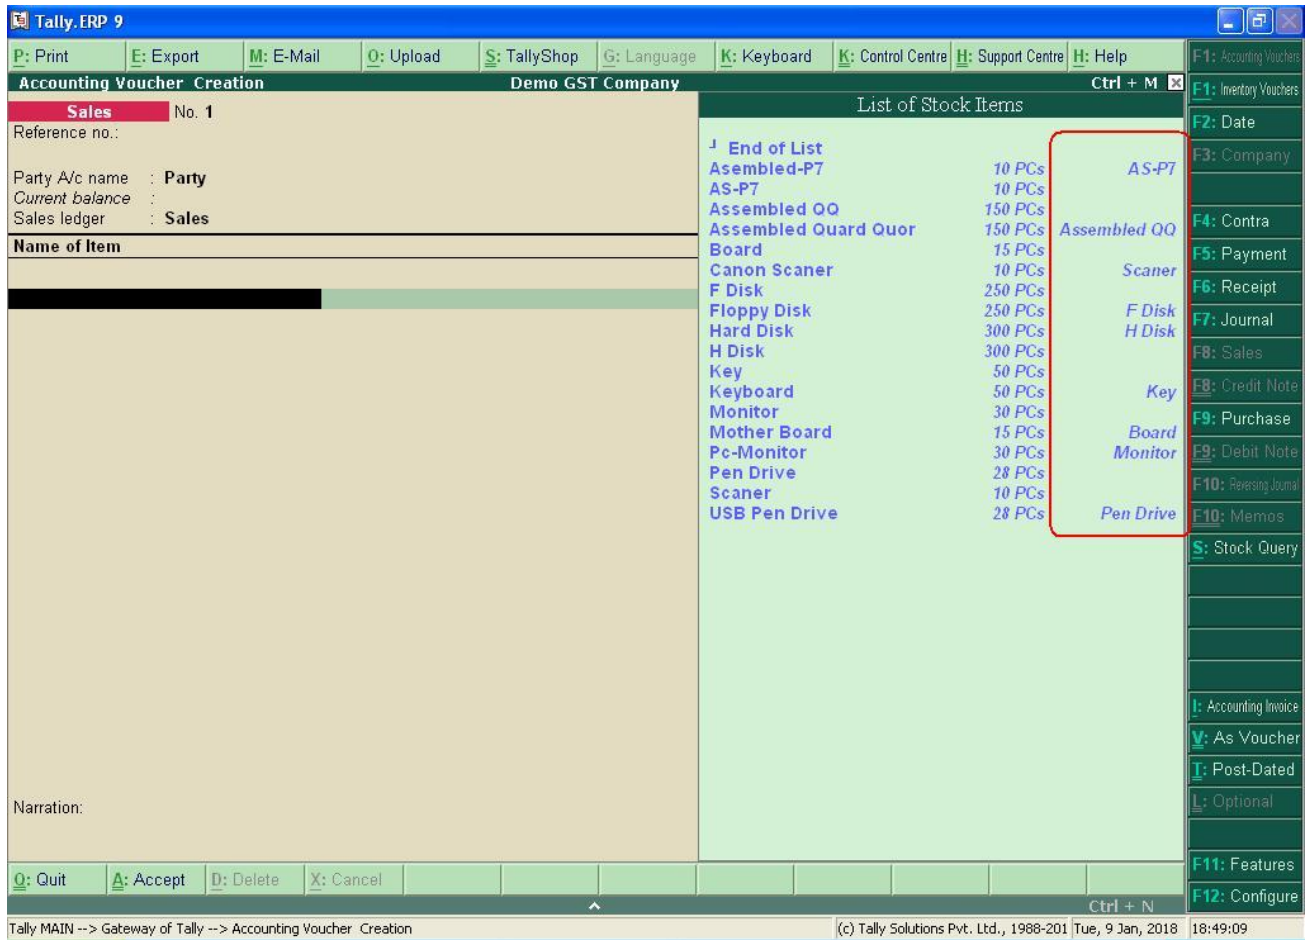 Tally.ERP 9
P: Print E: Export M: E-Mail O: Upload S: TallyShop G: Language K: Keyboard K: Control Centre H: Support Centre H: Help
Accounting Voucher Creation Demo GST Company Ctrl + M
Sales No. 1
Reference no.:
Party A/c name : Party
Current balance :
Sales ledger : Sales
Name of Item
Narration:
List of Stock Items
End of List
Asembled-P7 10 PCs AS-P7
AS-P7 10 PCs
Assembled QQ 150 PCs
Assembled Quard Quor 150 PCs Assembled QQ
Board 15 PCs
Canon Scaner 10 PCs Scaner
F Disk 250 PCs
Floppy Disk 250 PCs F Disk
Hard Disk 300 PCs H Disk
H Disk 300 PCs
Key 50 PCs
Keyboard 50 PCs Key
Monitor 30 PCs
Mother Board 15 PCs Board
Pc-Monitor 30 PCs Monitor
Pen Drive 28 PCs
Scaner 10 PCs
USB Pen Drive 28 PCs Pen Drive
F1: Accounting Vouchers
F1: Inventory Vouchers
F2: Date
F3: Company
F4: Contra
F5: Payment
F6: Receipt
F7: Journal
F8: Sales
F8: Credit Note
F9: Purchase
F9: Debit Note
F10: Reversing Journal
F10: Memos
S: Stock Query
I: Accounting Invoice
V: As Voucher
T: Post-Dated
L: Optional
F11: Features
F12: Configure
Q: Quit A: Accept D: Delete X: Cancel
Ctrl + N
Tally MAIN --> Gateway of Tally --> Accounting Voucher Creation (c) Tally Solutions Pvt. Ltd., 1988-201 Tue, 9 Jan, 2018 18:49:09